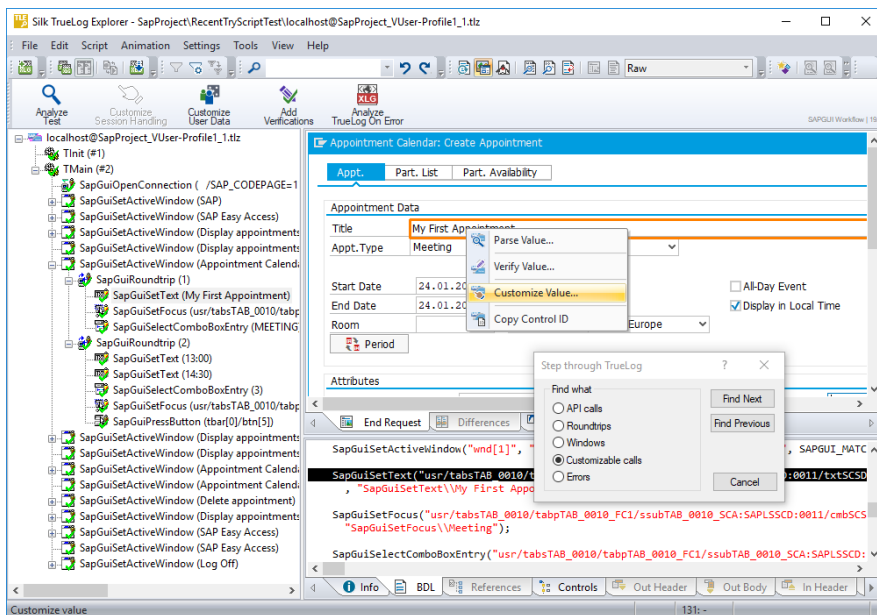 Silk TrueLog Explorer - SapProject\RecentTryScriptTest\localhost@SapProject_VUser-Profile1_1.tlz
File Edit Script Animation Settings Tools View Help
Raw
Analyze Test
Customize Session Handling
Customize User Data
Add Verifications
Analyze TrueLog On Error
SAPGUI Workflow | 19
localhost@SapProject_VUser-Profile1_1.tlz
TInit (#1)
TMain (#2)
SapGuiOpenConnection ( /SAP_CODEPAGE=1
SapGuiSetActiveWindow (SAP)
SapGuiSetActiveWindow (SAP Easy Access)
SapGuiSetActiveWindow (Display appointments
SapGuiSetActiveWindow (Display appointments
SapGuiSetActiveWindow (Appointment Calenda
SapGuiRoundtrip (1)
SapGuiSetText (My First Appointment)
SapGuiSetFocus (usr/tabsTAB_0010/tabp
SapGuiSelectComboBoxEntry (MEETING
SapGuiRoundtrip (2)
SapGuiSetText (13:00)
SapGuiSetText (14:30)
SapGuiSelectComboBoxEntry (3)
SapGuiSetFocus (usr/tabsTAB_0010/tabp
SapGuiPressButton (tbar[0]/btn[5])
SapGuiSetActiveWindow (Display appointments
SapGuiSetActiveWindow (Display appointments
SapGuiSetActiveWindow (Appointment Calenda
SapGuiSetActiveWindow (Appointment Calenda
SapGuiSetActiveWindow (Delete appointment)
SapGuiSetActiveWindow (Display appointments
SapGuiSetActiveWindow (SAP Easy Access)
SapGuiSetActiveWindow (SAP Easy Access)
SapGuiSetActiveWindow (Log Off)
Appointment Calendar: Create Appointment
Appt. Part. List Part. Availability
Appointment Data
Title My First Appointment
Appt.Type Meeting
Start Date 24.01.20
All-Day Event
End Date 24.01.20
Display in Local Time
Room
Europe
Period
Attributes
Parse Value...
Verify Value...
Customize Value...
Copy Control ID
Step through TrueLog ?
Find what
API calls
Roundtrips
Windows
Customizable calls
Errors
Find Next
Find Previous
Cancel
End Request Differences
SapGuiSetActiveWindow("wnd[1]", " , SAPGUI_MATC
SapGuiSetText("usr/tabsTAB_0010/t :0011/txtSCSD
, "SapGuiSetText\\My First Appo
SapGuiSetFocus("usr/tabsTAB_0010/tabpTAB_0010_FC1/ssubTAB_0010_SCA:SAPLSSCD:0011/cmbSCS
"SapGuiSetFocus\\Meeting");
SapGuiSelectComboBoxEntry("usr/tabsTAB_0010/tabpTAB_0010_FC1/ssubTAB_0010_SCA:SAPLSSCD:
Info BDL References Controls Out Header Out Body In Header
Customize value
131: -